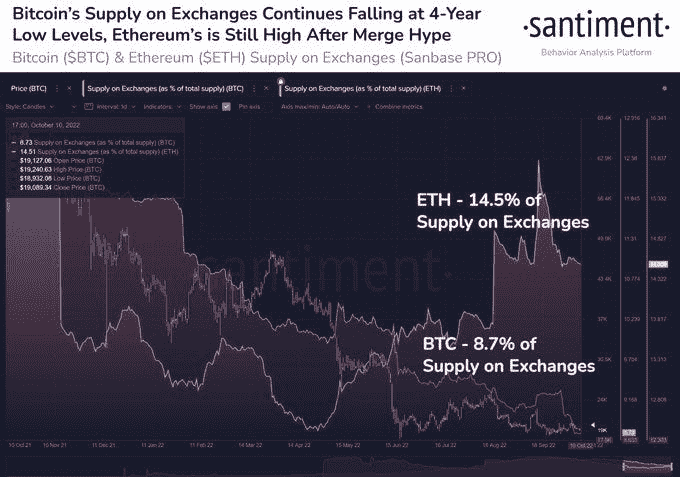 Bitcoin's Supply on Exchanges Continues Falling at 4-Year
Low Levels, Ethereum's is Still High After Merge Hype
Bitcoin ($BTC) & Ethereum ($ETH) Supply on Exchanges (Sanbase PRO)
·santiment·
Behavior Analysis Platform
Price (BTC)
Supply on Exchanges (as % of total supply) (BTC)
Supply on Exchanges (as % of total supply) (ETH)
Style: Candles
Interval: 1d
Indicators:
Show axis
Pin axis
Axis max/min: Auto/Auto
+ Combine metrics
17:00, October 10, 2022
8.73 Supply on Exchanges (as % of total supply) (BTC)
14.51 Supply on Exchanges (as % of total supply) (ETH)
$19,127.06 Open Price (BTC)
$19,240.63 High Price (BTC)
$18,932.08 Low Price (BTC)
$19,089.34 Close Price (BTC)
·santiment·
ETH - 14.5% of
Supply on Exchanges
BTC - 8.7% of
Supply on Exchanges
69.4K 12.916 16.341
62.9K 12.38 15.837
56.4K 11.845
49.9K 11.31 14.827
43.4K 10.774 14.322
37K 10.239 13.817
30.5K 9.704 13.313
24K 9.168 12.808
19K
10 Oct 21 10 Nov 21 11 Dec 21 11 Jan 22 11 Feb 22 14 Mar 22 14 Apr 22 15 May 22 15 Jun 22 16 Jul 22 16 Aug 22 16 Sep 22 10 Oct 22